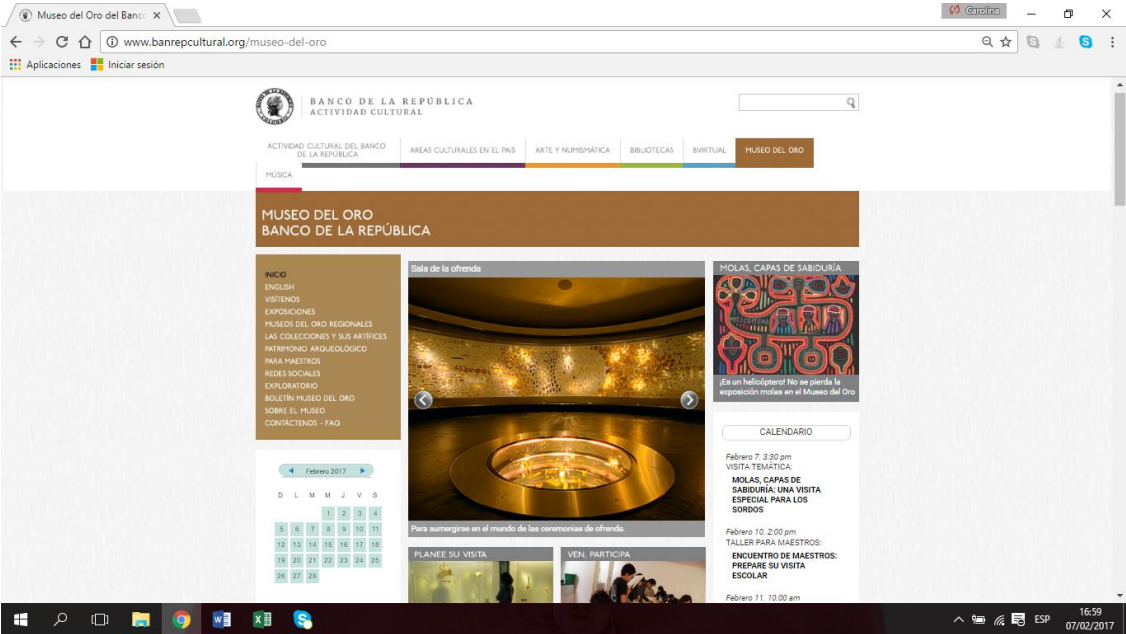 Museo del Oro del Banco
Carolina
www.banrepcultural.org/museo-del-oro
Aplicaciones
Iniciar sesión
BANCO DE LA REPÚBLICA
ACTIVIDAD CULTURAL
ACTIVIDAD CULTURAL DEL BANCO
DE LA REPÚBLICA
AREAS CULTURALES EN EL PAIS
ARTE Y NUMISMÁTICA
BIBLIOTECAS
BVIRTUAL
MUSEO DEL ORO
MÚSICA
MUSEO DEL ORO
BANCO DE LA REPÚBLICA
INICIO
ENGLISH
VISÍTENOS
EXPOSICIONES
MUSEOS DEL ORO REGIONALES
LAS COLECCIONES Y SUS ARTÍFICES
PATRIMONIO ARQUEOLÓGICO
PARA MAESTROS
REDES SOCIALES
EXPLORATORIO
BOLETÍN MUSEO DEL ORO
SOBRE EL MUSEO
CONTÁCTENOS - FAQ
Febrero 2017
D L M M J V S
1 2 3 4
5 6 7 8 9 10 11
12 13 14 15 16 17 18
19 20 21 22 23 24 25
26 27 28
Sala de la ofrenda
Para sumergirse en el mundo de las ceremonias de ofrenda.
PLANEE SU VISITA
VEN, PARTICIPA
MOLAS, CAPAS DE SABIDURÍA
¡Es un helicóptero! No se pierda la
exposición molas en el Museo del Oro
CALENDARIO
Febrero 7. 3:30 pm
VISITA TEMÁTICA:
MOLAS, CAPAS DE
SABIDURÍA: UNA VISITA
ESPECIAL PARA LOS
SORDOS
Febrero 10. 2:00 pm
TALLER PARA MAESTROS:
ENCUENTRO DE MAESTROS:
PREPARE SU VISITA
ESCOLAR
Febrero 11. 10:00 am
ESP
16:59
07/02/2017